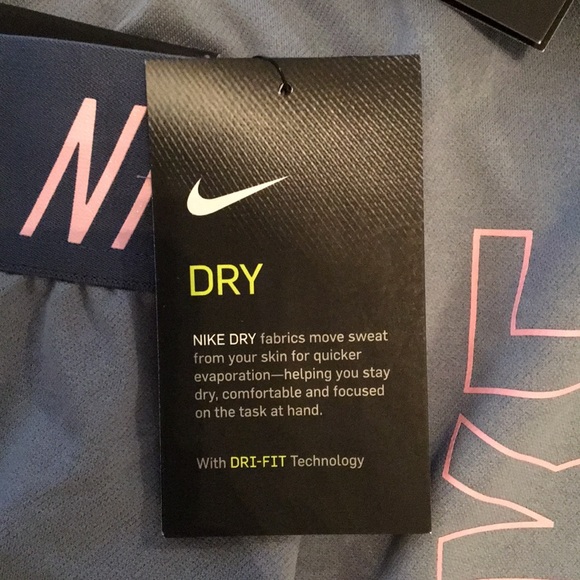 NI
DRY
NIKE DRY fabrics move sweat
from your skin for quicker
evaporation—helping you stay
dry, comfortable and focused
on the task at hand.
With DRI-FIT Technology